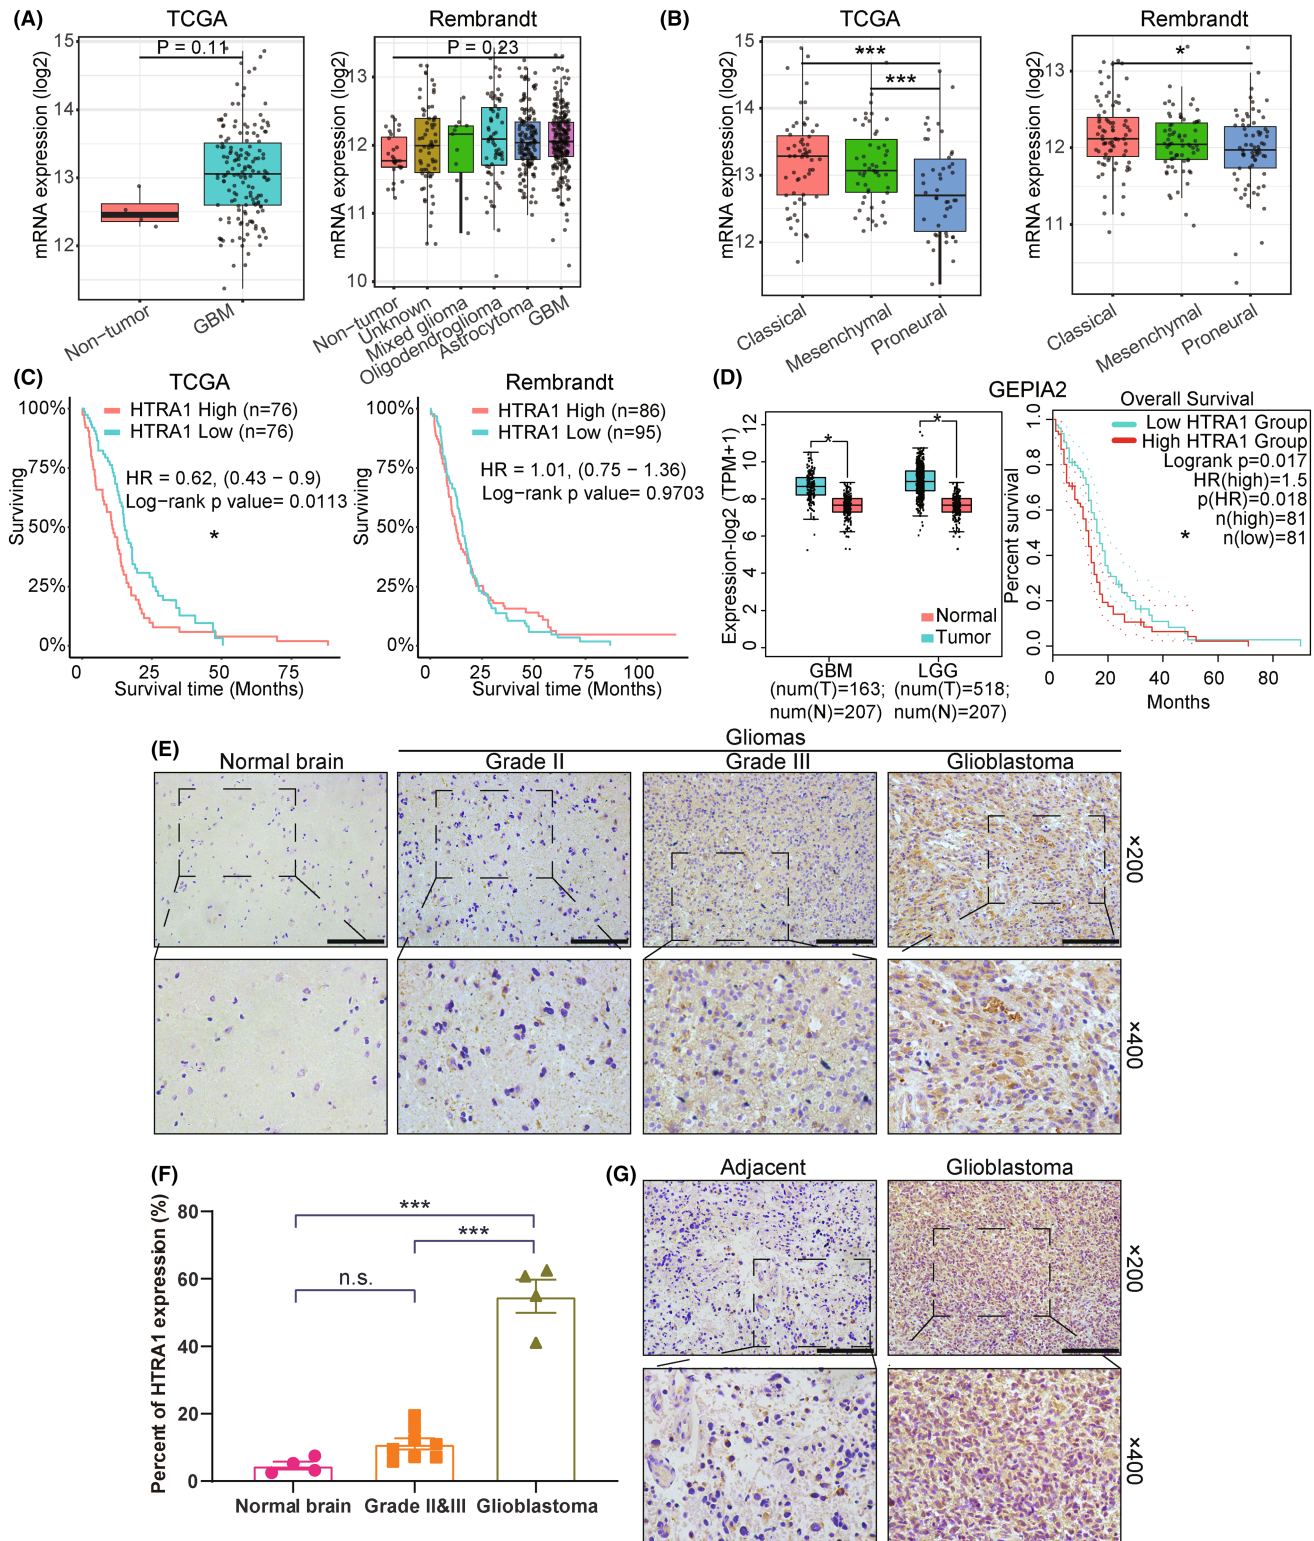 (A)
TCGA
mRNA expression (log2)
15
14
13
12
P = 0.11
Non-tumor
GBM
Rembrandt
mRNA expression (log2)
13
12
11
10
P = 0.23
Non-tumor
Unknown
Mixed glioma
Oligodendroglioma
Astrocytoma
GBM
(B)
TCGA
mRNA expression (log2)
15
14
13
12
***
***
Classical
Mesenchymal
Proneural
Rembrandt
mRNA expression (log2)
13
12
11
*
Classical
Mesenchymal
Proneural
(C)
TCGA
Surviving
100%
75%
50%
25%
0%
HTRA1 High (n=76)
HTRA1 Low (n=76)
HR = 0.62, (0.43 − 0.9)
Log−rank p value= 0.0113
*
0 25 50 75
Survival time (Months)
Rembrandt
Surviving
100%
75%
50%
25%
0%
HTRA1 High (n=86)
HTRA1 Low (n=95)
HR = 1.01, (0.75 − 1.36)
Log−rank p value= 0.9703
0 25 50 75 100
Survival time (Months)
(D)
GEPIA2
Expression-log2 (TPM+1)
12
10
8
6
4
2
0
*
*
Normal
Tumor
GBM
(num(T)=163;
num(N)=207)
LGG
(num(T)=518;
num(N)=207)
Overall Survival
Low HTRA1 Group
High HTRA1 Group
Logrank p=0.017
HR(high)=1.5
p(HR)=0.018
n(high)=81
n(low)=81
*
Percent survival
1.0
0.8
0.6
0.4
0.2
0.0
0 20 40 60 80
Months
(E)
Gliomas
Normal brain
Grade II
Grade III
Glioblastoma
×200
×400
(F)
Percent of HTRA1 expression (%)
80
60
40
20
0
***
***
n.s.
Normal brain
Grade II&III
Glioblastoma
(G)
Adjacent
Glioblastoma
×200
×400